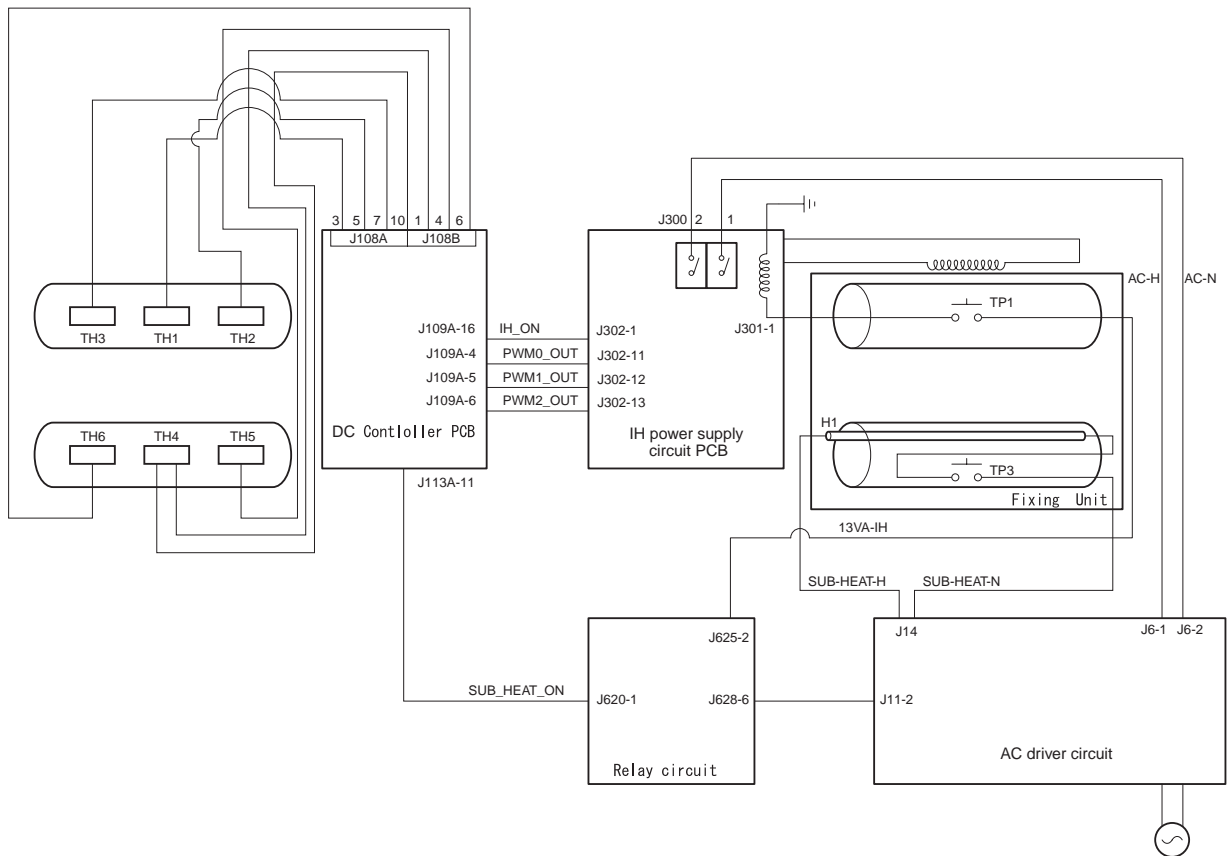 J300 2 1
3 5 7 10 1 4 6
J108A J108B
AC-H AC-N
TP1
TH3 TH1 TH2
J109A-16 IH_ON J302-1 J301-1
J109A-4 PWM0_OUT J302-11
J109A-5 PWM1_OUT J302-12
J109A-6 PWM2_OUT J302-13
DC Contloller PCB
IH power supply
circuit PCB
TH6 TH4 TH5
H1
TP3
Fixing Unit
J113A-11
13VA-IH
SUB-HEAT-H SUB-HEAT-N
J625-2
J14 J6-1 J6-2
SUB_HEAT_ON
J620-1 J628-6 J11-2
AC driver circuit
Relay circuit